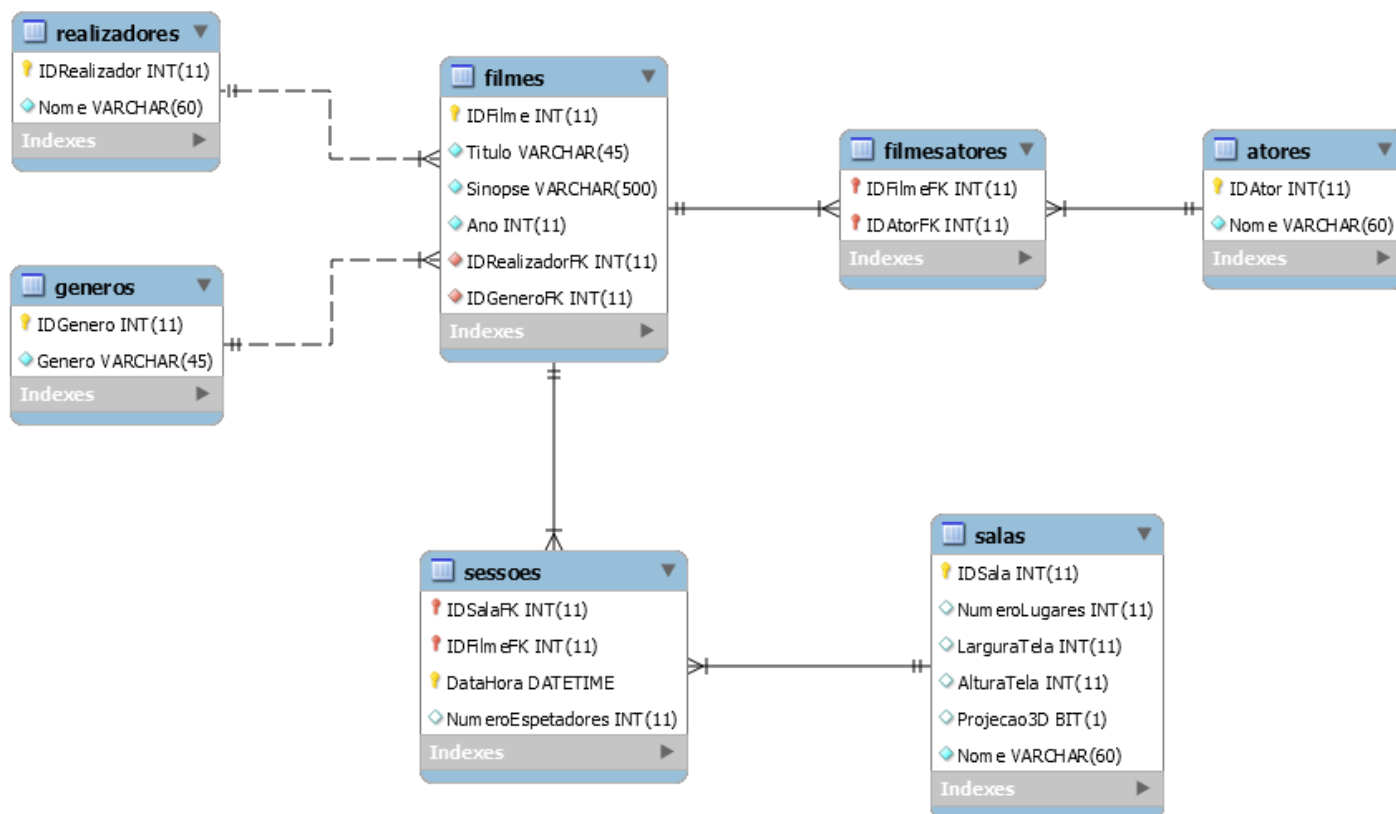 realizadores
IDRealizador INT(11)
Nome VARCHAR(60)
Indexes
generos
IDGenero INT(11)
Genero VARCHAR(45)
Indexes
filmes
IDFilme INT(11)
Titulo VARCHAR(45)
Sinopse VARCHAR(500)
Ano INT(11)
IDRealizadorFK INT(11)
IDGeneroFK INT(11)
Indexes
filmesatores
IDFilmeFK INT(11)
IDAtorFK INT(11)
Indexes
atores
IDAtor INT(11)
Nome VARCHAR(60)
Indexes
sessoes
IDSalaFK INT(11)
IDFilmeFK INT(11)
DataHora DATETIME
NumeroEspetadores INT(11)
Indexes
salas
IDSala INT(11)
NumeroLugares INT(11)
LarguraTela INT(11)
AlturaTela INT(11)
Projecao3D BIT(1)
Nome VARCHAR(60)
Indexes